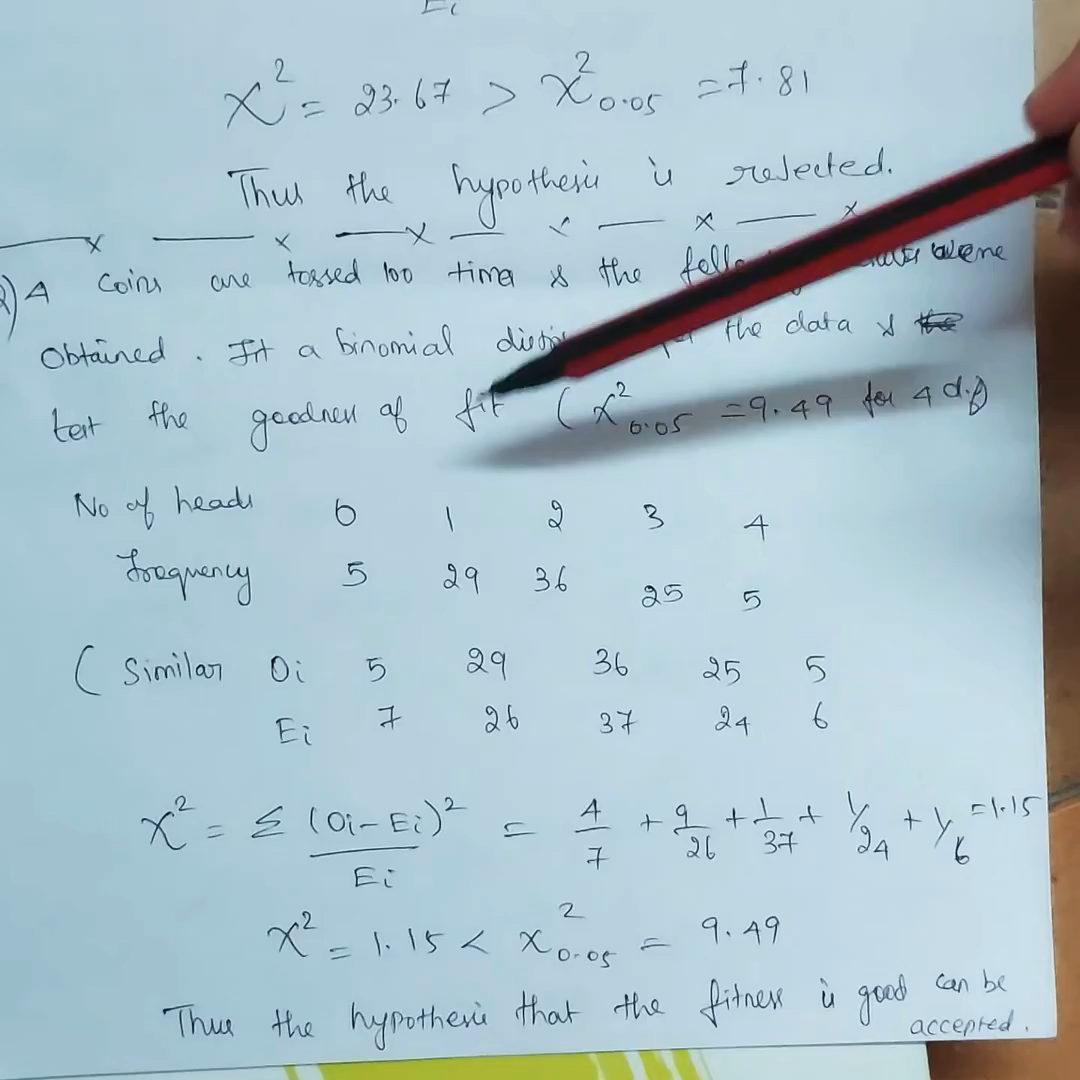 Ei
χ² = 23.67 > χ²0.05 = 7.81
Thus the hypothesis is rejected.
2) 4 coins are tossed 100 times & the were
Obtained . Fit a binomial the data & the
test the goodness of fit ( χ²0.05 = 9.49 for 4 d.f)
No of heads 0 1 2 3 4
Frequency 5 29 36 25 5
( Similar Oi 5 29 36 25 5
Ei 7 26 37 24 6
χ² = Σ (Oi - Ei)² / Ei = 4/7 + 9/26 + 1/37 + 1/24 + 1/6 = 1.15
χ² = 1.15 < χ²0.05 = 9.49
Thus the hypothesis that the fitness is good can be
accepted.